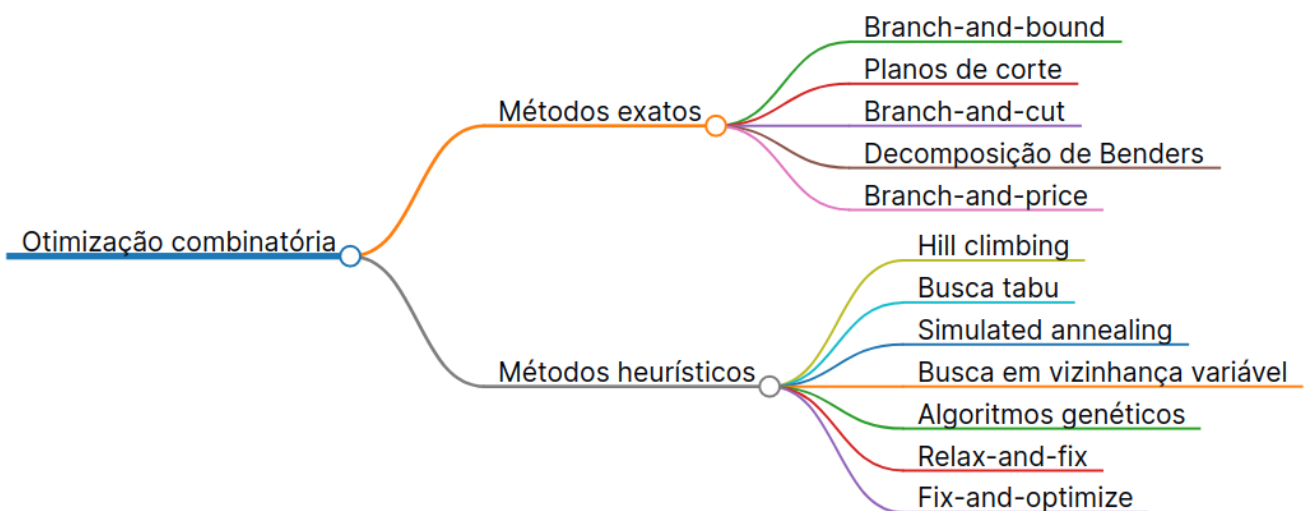 Otimização combinatória
Métodos exatos
Branch-and-bound
Planos de corte
Branch-and-cut
Decomposição de Benders
Branch-and-price
Métodos heurísticos
Hill climbing
Busca tabu
Simulated annealing
Busca em vizinhança variável
Algoritmos genéticos
Relax-and-fix
Fix-and-optimize